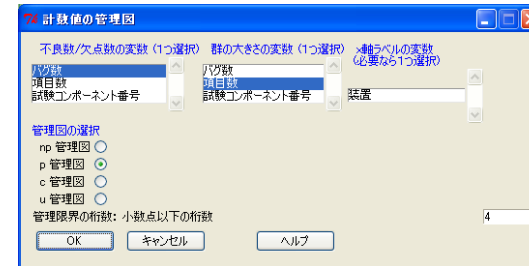 計数値の管理図
不良数/欠点数の変数（1つ選択） 群の大きさの変数（1つ選択） x軸ラベルの変数
（必要なら1つ選択）
バグ数
項目数
試験コンポーネント番号
バグ数
項目数
試験コンポーネント番号
装置
管理図の選択
np 管理図
p 管理図
c 管理図
u 管理図
管理限界の桁数: 小数点以下の桁数 4
OK キャンセル ヘルプ